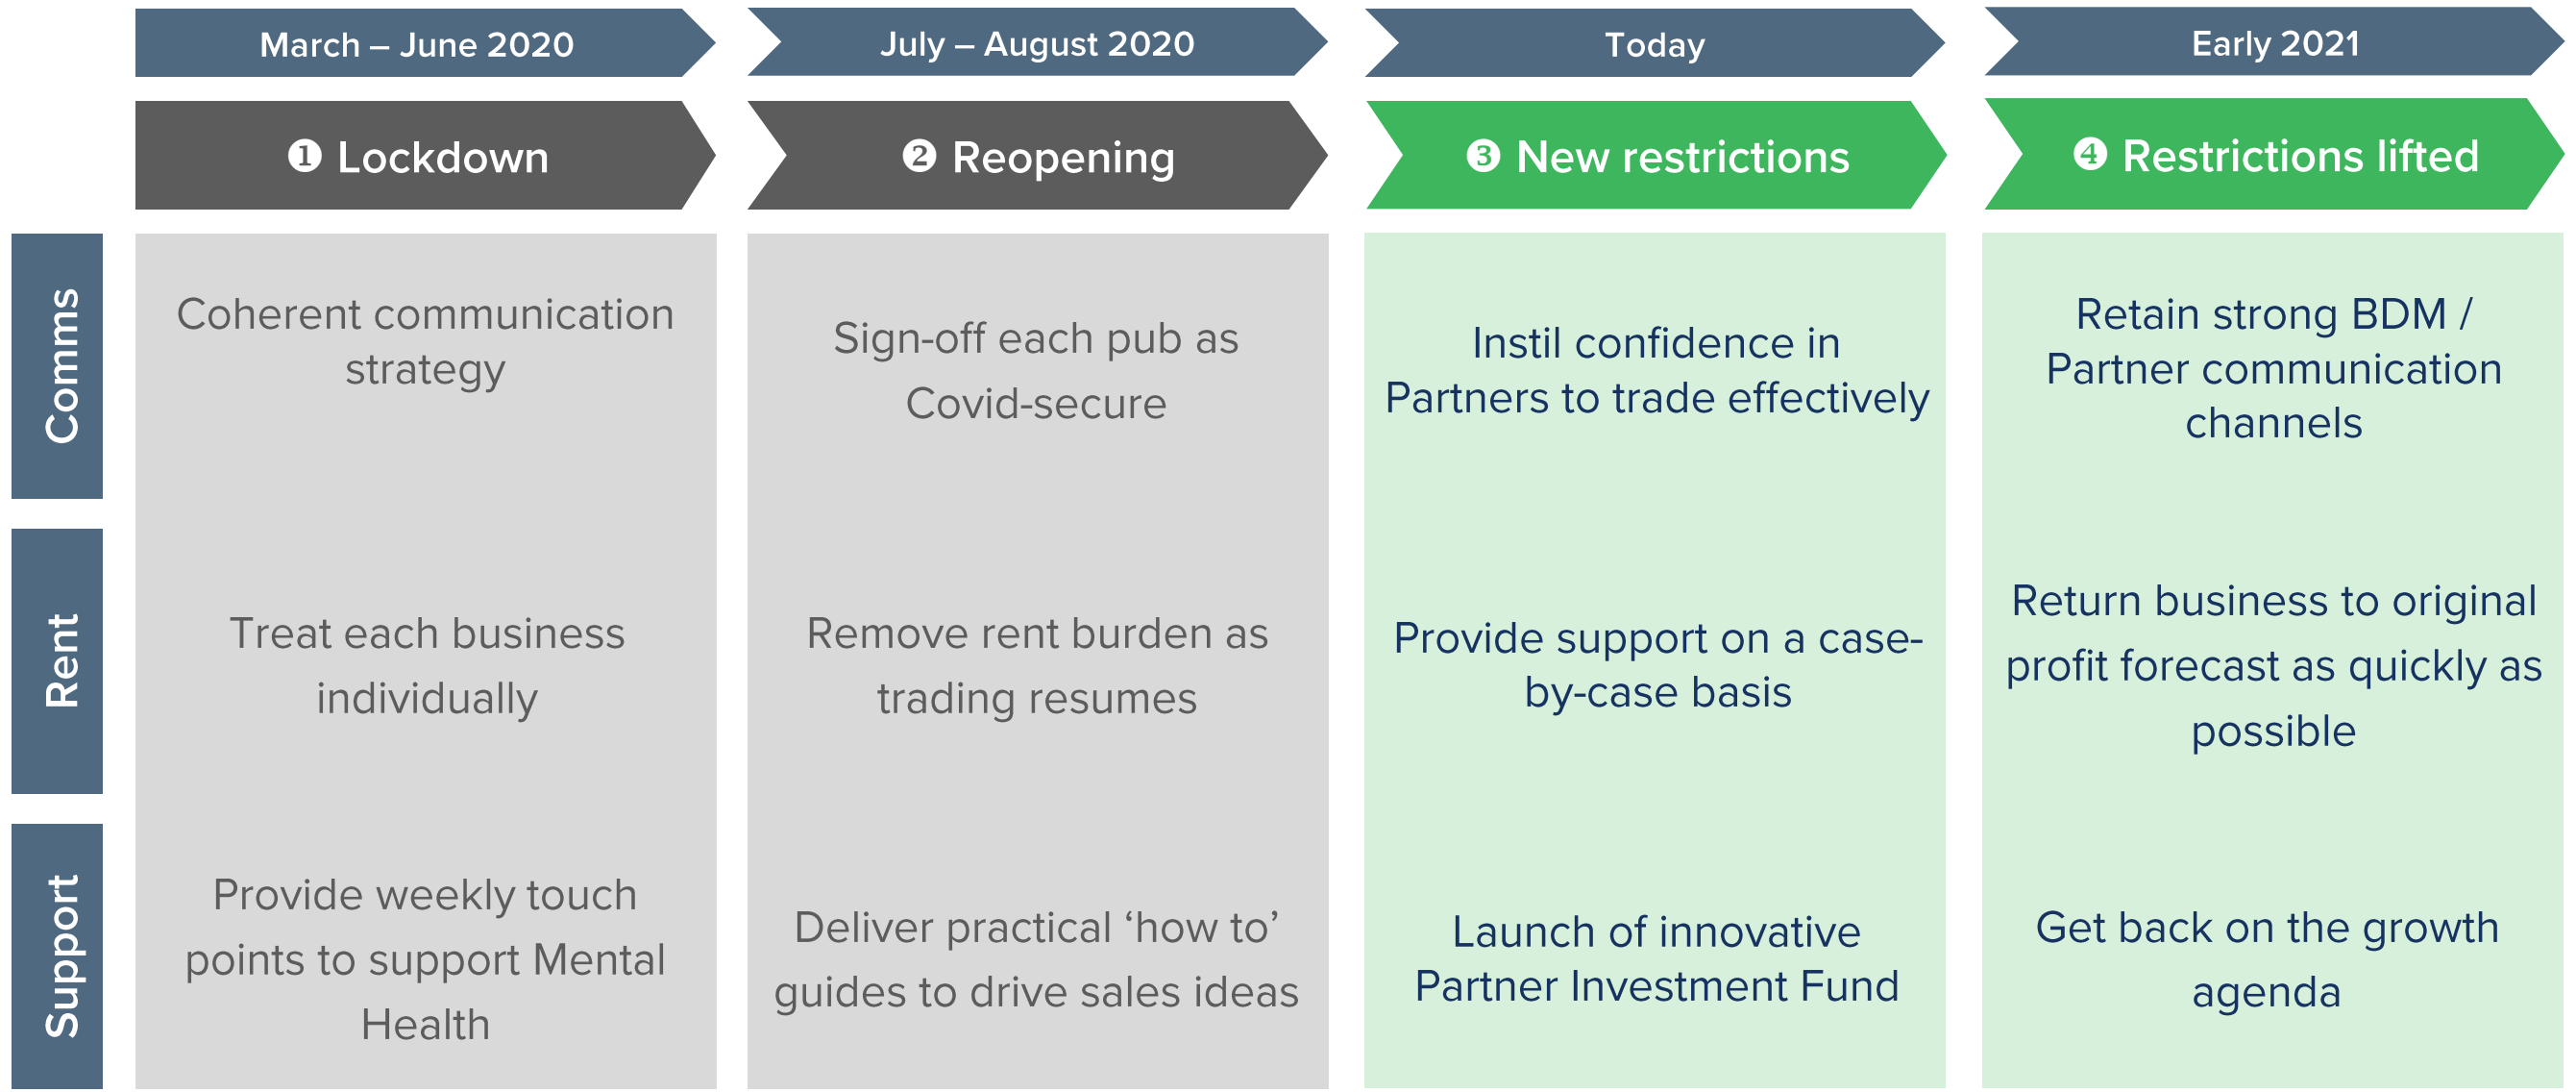 March – June 2020
July – August 2020
Today
Early 2021
❶ Lockdown
❷ Reopening
❸ New restrictions
❹ Restrictions lifted
Comms
Coherent communication
strategy
Sign-off each pub as
Covid-secure
Instil confidence in
Partners to trade effectively
Retain strong BDM /
Partner communication
channels
Rent
Treat each business
individually
Remove rent burden as
trading resumes
Provide support on a case-
by-case basis
Return business to original
profit forecast as quickly as
possible
Support
Provide weekly touch
points to support Mental
Health
Deliver practical ‘how to’
guides to drive sales ideas
Launch of innovative
Partner Investment Fund
Get back on the growth
agenda